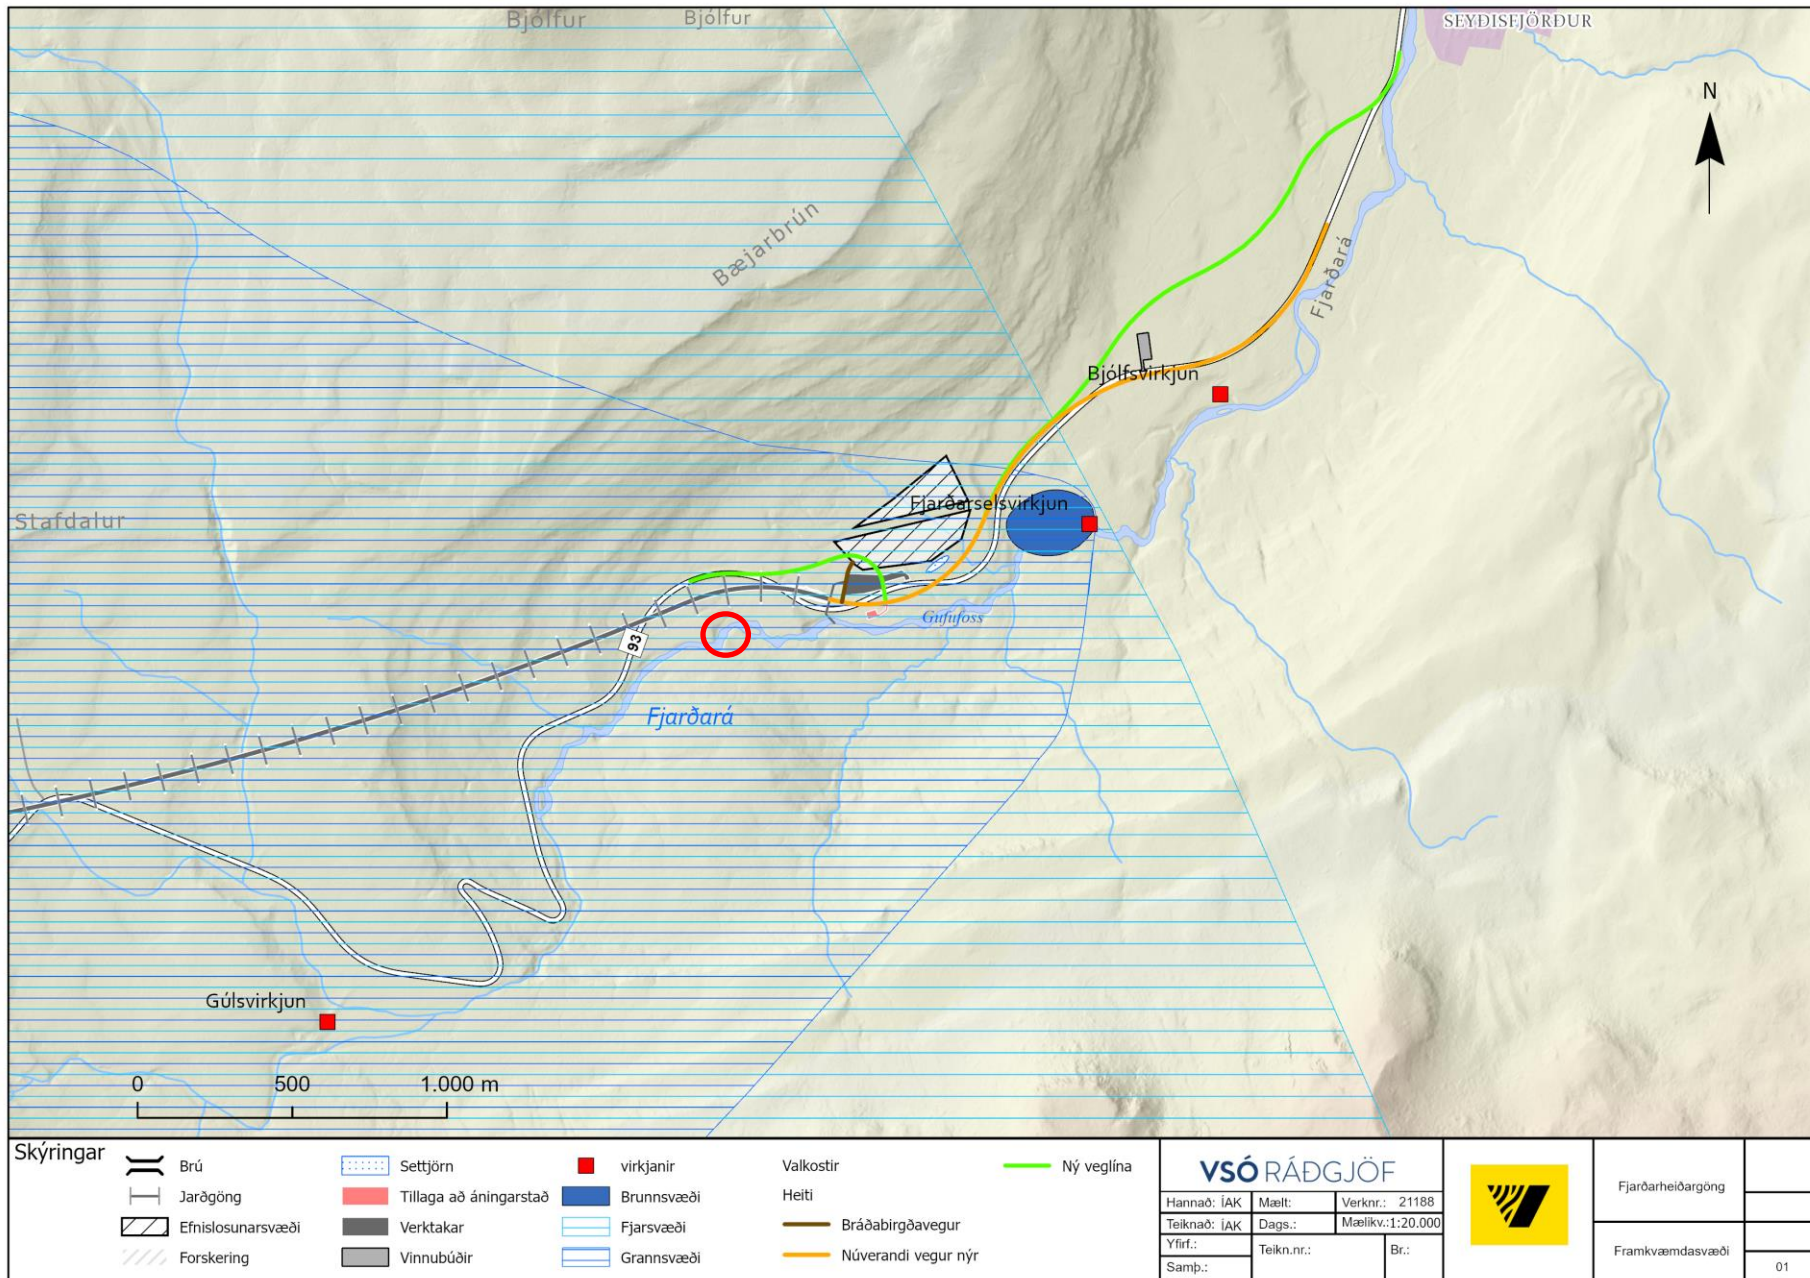 Bjólfur
Bjólfur
SEYÐISFJÖRÐUR
N
Bæjarbrún
Fjarðará
Bjólfsvirkjun
Fjarðarselsvirkjun
Stafdalur
Gufufoss
93
Fjarðará
Gúlsvirkjun
0 500 1.000 m
Skýringar
Brú
Jarðgöng
Efnislosunarsvæði
Forskering
Settjörn
Tillaga að áningarstað
Verktakar
Vinnubúðir
virkjanir
Brunnsvæði
Fjarsvæði
Grannsvæði
Valkostir
Heiti
Bráðabirgðavegur
Núverandi vegur nýr
Ný veglína
VSÓ RÁÐGJÖF
Hannað: ÍAK Mælt: Verknr.: 21188
Teiknað: ÍAK Dags.: Mælikv.:1:20.000
Yfirf.: Teikn.nr.: Br.:
Samþ.:
Fjarðarheiðargöng
Framkvæmdasvæði
01